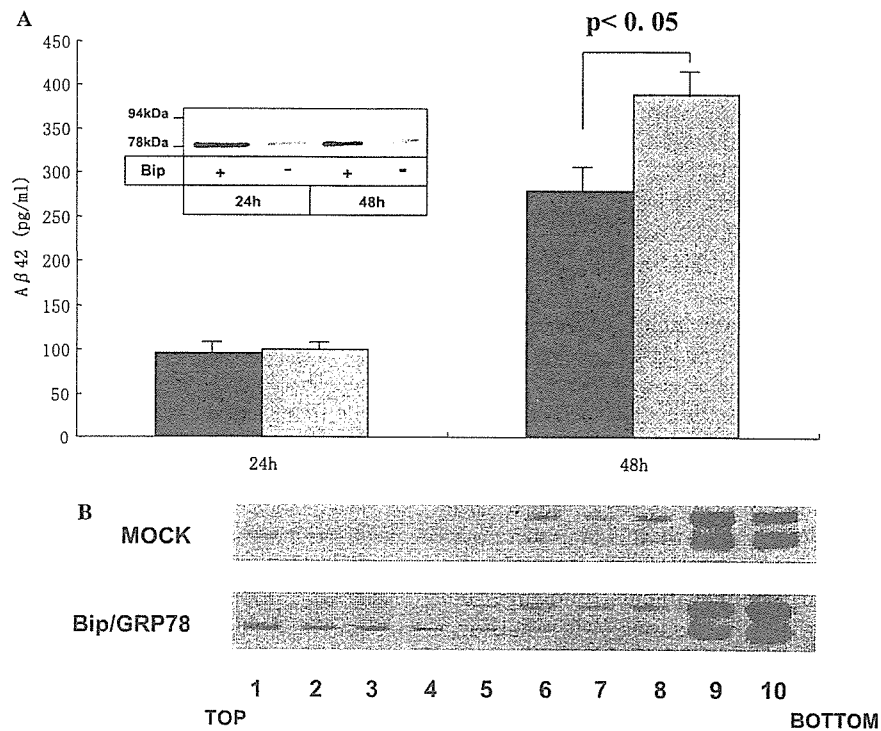 A
p< 0. 05
450
400
350
300
250
200
150
100
50
0
Aβ42 (pg/ml)
94kDa
78kDa
Bip + - + -
24h 48h
24h 48h
B
MOCK
Bip/GRP78
1 2 3 4 5 6 7 8 9 10
TOP BOTTOM